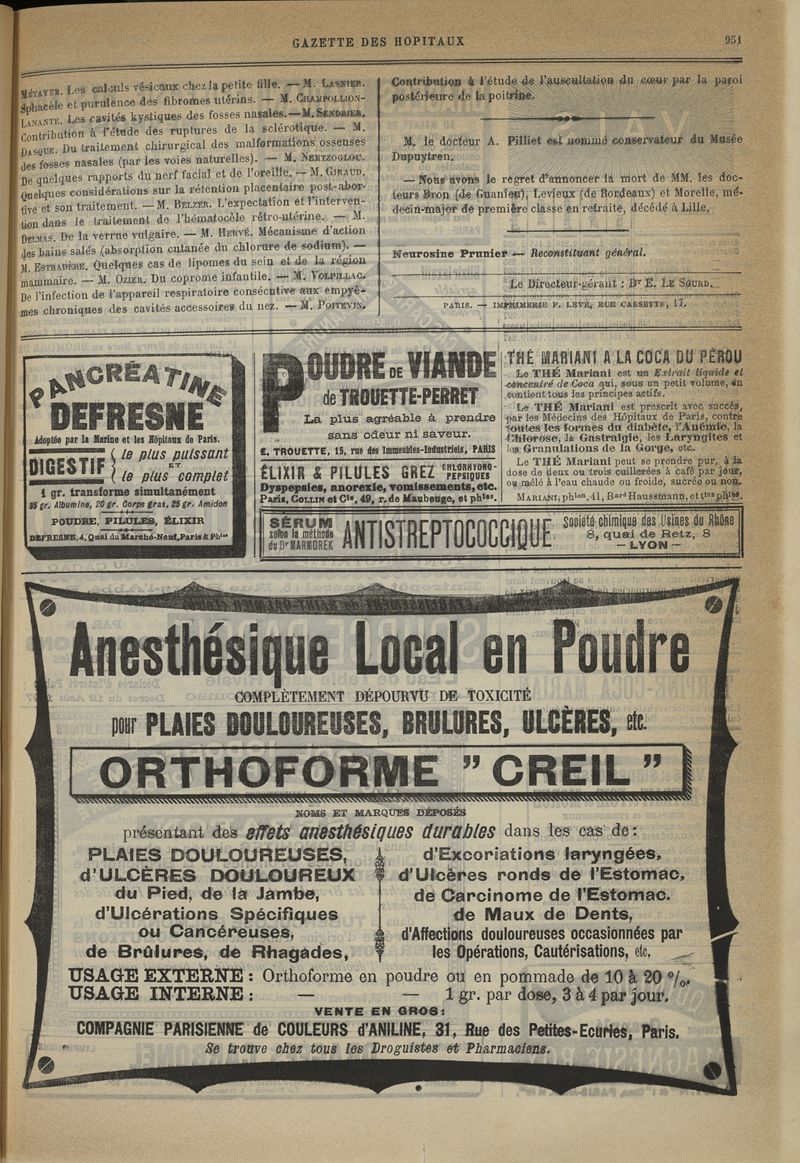 GAZETTE DES HOPITAUX 951
MÉTAYER. Les calculs vésicaux chez la petite fille. — M. LASNIER.
Sphacèle et purulence des fibromes utérins. — M. CHAMPOLLION-
LANANTE. Les cavités kystiques des fosses nasales. — M. SENDRIER.
Contribution à l'étude des ruptures de la sclérotique. — M.
DASQUE. Du traitement chirurgical des malformations osseuses
des fosses nasales (par les voies naturelles). — M. NERTZOGLOU.
De quelques rapports du nerf facial et de l'oreille. — M. GIRAUD.
Quelques considérations sur la rétention placentaire post-abor-
tive et son traitement. — M. BELZER. L'expectation et l'interven-
tion dans le traitement de l'hématocèle rétro-utérine. — M.
DELMAS. De la verrue vulgaire. — M. HERVÉ. Mécanisme d'action
des bains salés (absorption cutanée du chlorure de sodium). —
M. ESTRADÈRE. Quelques cas de lipomes du sein et de la région
mammaire. — M. OZIER. Du coprome infantile. — M. VOLPILLAC.
De l'infection de l'appareil respiratoire consécutive aux empyè-
mes chroniques des cavités accessoires du nez. — M. POITEVIN.
Contribution à l'étude de l'auscultation du cœur par la paroi
postérieure de la poitrine.
M. le docteur A. Pilliet est nommé conservateur du Musée
Dupuytren.
— Nous avons le regret d'annoncer la mort de MM. les doc-
teurs Bron (de Guanieu), Levieux (de Bordeaux) et Morelle, mé-
decin-major de première classe en retraite, décédé à Lille.
Neurosine Prunier — Reconstituant général.
Le Directeur-gérant : Dr E. LE SOURD.
PARIS. — IMPRIMERIE F. LEVÉ, RUE CASSETTE, 17.
PANCRÉATINE
DEFRESNE
Adoptée par la Marine et les Hôpitaux de Paris.
DIGESTIF { le plus puissant
ET
le plus complet
1 gr. transforme simultanément
35 gr. Albumine, 20 gr. Corps gras, 25 gr. Amidon
POUDRE, PILULES, ÉLIXIR
DEFRESNE, 4, Quai du Marché-Neuf, Paris & Phies
POUDRE DE VIANDE
de TROUETTE-PERRET
La plus agréable à prendre
sans odeur ni saveur.
E. TROUETTE, 15, rue des Immeubles-Industriels, PARIS
ÉLIXIR & PILULES GREZ CHLORHYDRO-PEPSIQUES
Dyspepsies, anorexie, vomissements, etc.
Paris, COLLIN et Cie, 49, r. de Maubeuge, et phies.
THÉ MARIANI A LA COCA DU PÉROU
Le THÉ Mariani est un Extrait liquide et
concentré de Coca qui, sous un petit volume, en
contient tous les principes actifs.
Le THÉ Mariani est prescrit avec succès,
par les Médecins des Hôpitaux de Paris, contre
toutes les formes du diabète, l'Anémie, la
Chlorose, la Gastralgie, les Laryngites et
les Granulations de la Gorge, etc.
Le THÉ Mariani peut se prendre pur, à la
dose de deux ou trois cuillerées à café par jour,
ou mêlé à l'eau chaude ou froide, sucrée ou non.
MARIANI, phien, 41, Bard Haussmann, et ttes phies.
SÉRUM
selon la méthode
du Dr MARMOREK
ANTISTREPTOCOCCIQUE
Société chimique des Usines du Rhône
8, quai de Retz, 8
— LYON —
Anesthésique Local en Poudre
COMPLÈTEMENT DÉPOURVU DE TOXICITÉ
pour PLAIES DOULOUREUSES, BRULURES, ULCÈRES, etc.
ORTHOFORME " CREIL "
NOMS ET MARQUES DÉPOSÉS
présentant des effets anesthésiques durables dans les cas de :
PLAIES DOULOUREUSES,
d'ULCÈRES DOULOUREUX
du Pied, de la Jambe,
d'Ulcérations Spécifiques
ou Cancéreuses,
de Brûlures, de Rhagades,
d'Excoriations laryngées,
d'Ulcères ronds de l'Estomac,
de Carcinome de l'Estomac.
de Maux de Dents,
d'Affections douloureuses occasionnées par
les Opérations, Cautérisations, etc.
USAGE EXTERNE : Orthoforme en poudre ou en pommade de 10 à 20 %.
USAGE INTERNE : — — 1 gr. par dose, 3 à 4 par jour.
VENTE EN GROS :
COMPAGNIE PARISIENNE de COULEURS d'ANILINE, 31, Rue des Petites-Ecuries, Paris.
Se trouve chez tous les Droguistes et Pharmaciens.